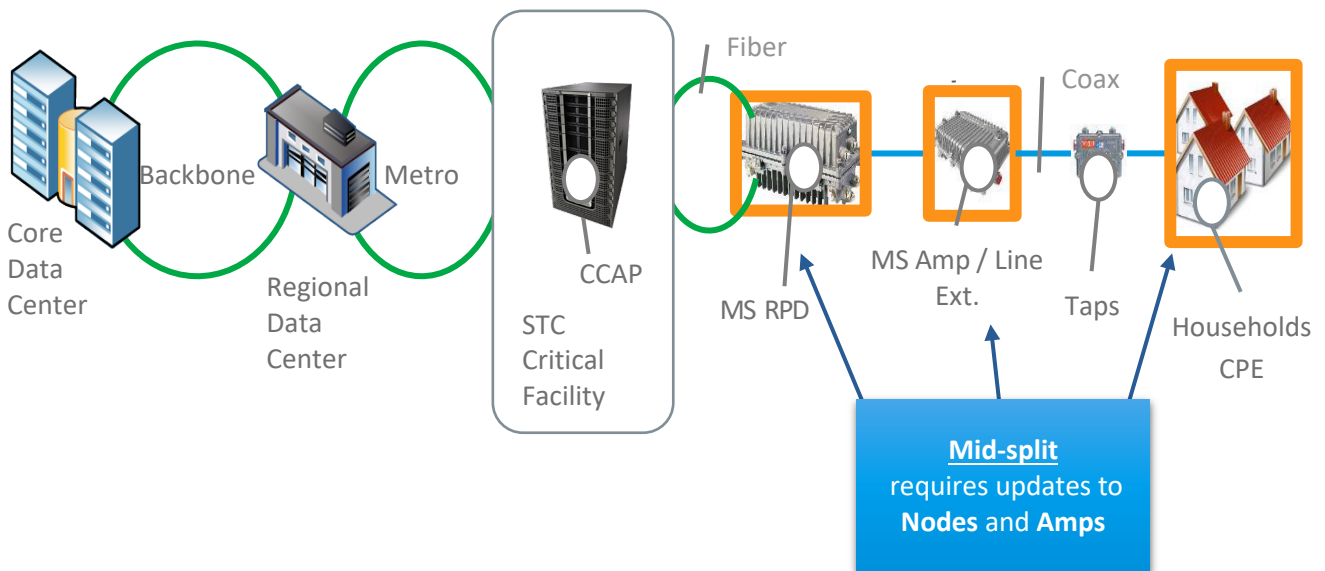 Fiber
Coax
Backbone
Metro
Core
Data
Center
Regional
Data
Center
CCAP
STC
Critical
Facility
MS RPD
MS Amp / Line
Ext.
Taps
Households
CPE
Mid-split
requires updates to
Nodes and Amps